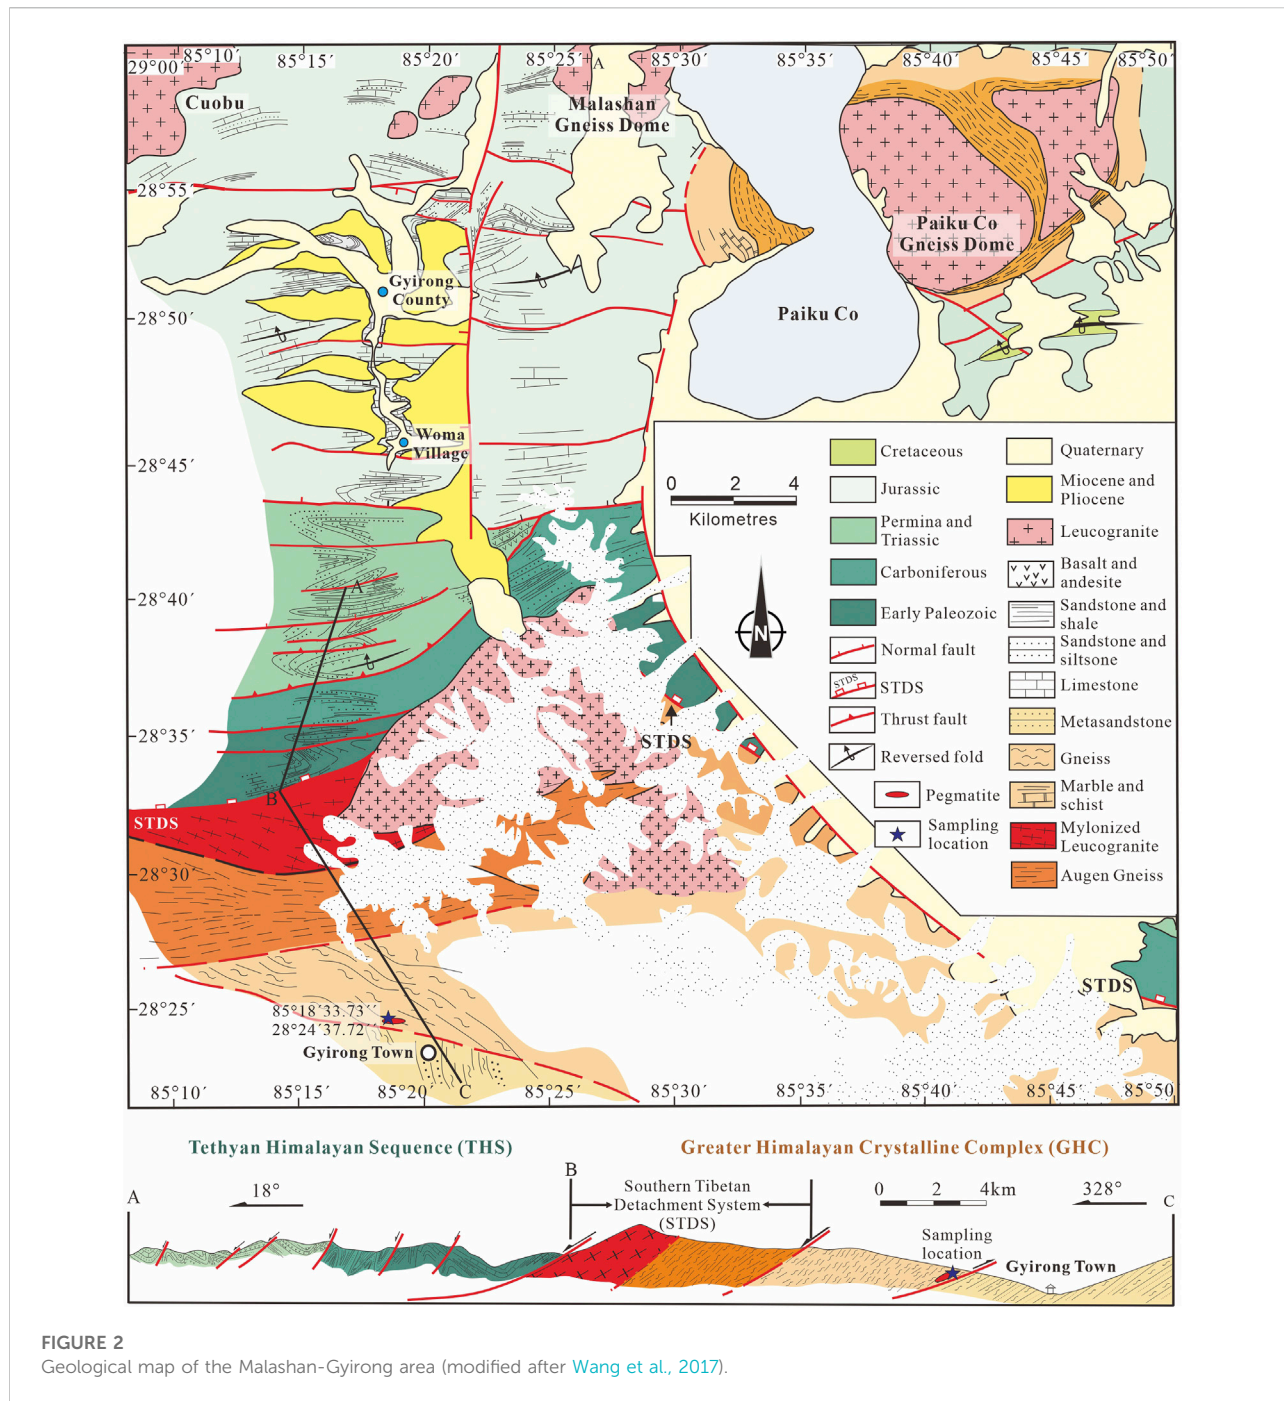 85°10´
85°15´
85°20´
85°25´
A
85°30´
85°35´
85°40´
85°45´
85°50´
29°00´
Cuobu
Malashan
Gneiss Dome
28°55´
Paiku Co
Gneiss Dome
Gyirong
County
28°50´
Paiku Co
Woma
Village
28°45´
0 2 4
Kilometres
N
Cretaceous
Jurassic
Permina and
Triassic
Carboniferous
Early Paleozoic
Normal fault
STDS
STDS
Thrust fault
Reversed fold
Pegmatite
Sampling
location
Quaternary
Miocene and
Pliocene
Leucogranite
Basalt and
andesite
Sandstone and
shale
Sandstone and
siltsone
Limestone
Metasandstone
Gneiss
Marble and
schist
Mylonized
Leucogranite
Augen Gneiss
28°40´
A
28°35´
STDS
B
STDS
28°30´
STDS
28°25´
85°18´33.73´´
28°24´37.72´´
Gyirong Town
C
85°10´
85°15´
85°20´
85°25´
85°30´
85°35´
85°40´
85°45´
85°50´
Tethyan Himalayan Sequence (THS)
Greater Himalayan Crystalline Complex (GHC)
A
18°
B
Southern Tibetan
Detachment System
(STDS)
0 2 4km
328°
C
Sampling
location
Gyirong Town
FIGURE 2
Geological map of the Malashan-Gyirong area (modified after Wang et al., 2017).